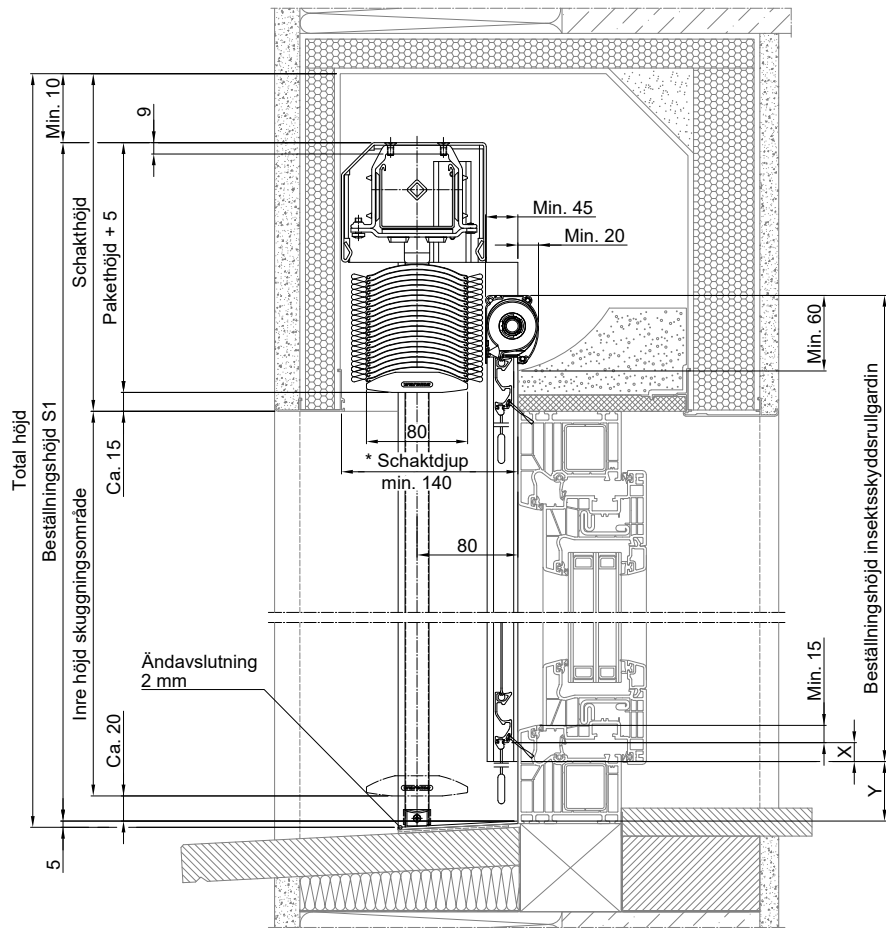 Min. 10
9
Schakthöjd
Pakethöjd + 5
Min. 45
Min. 20
Min. 60
Total höjd
Beställningshöjd S1
Ca. 15
80
* Schaktdjup
min. 140
80
Inre höjd skuggningsområde
Beställningshöjd insektsskyddsrullgardin
Ändavslutning
2 mm
Min. 15
Ca. 20
X
Y
5